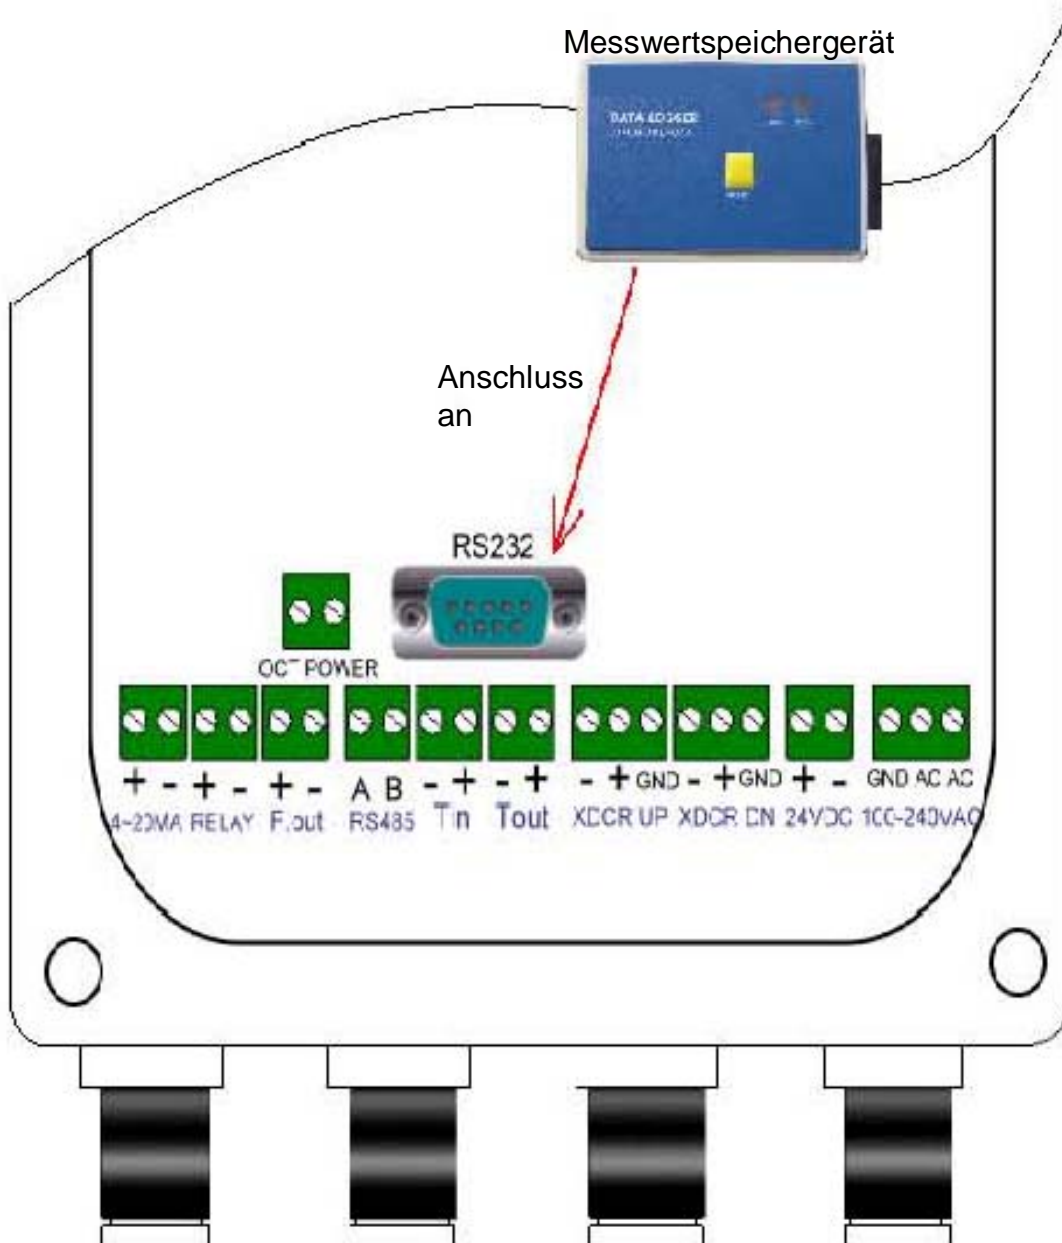 Messwertspeichergerät
DATA LOGGER
Anschluss
an
RS232
OCT POWER
+ - + - + - A B - + - + - + GND - + GND + - GND AC AC
4~20MA RELAY F.out RS485 Tin Tout XDCR UP XDCR DN 24VDC 100~240VAC